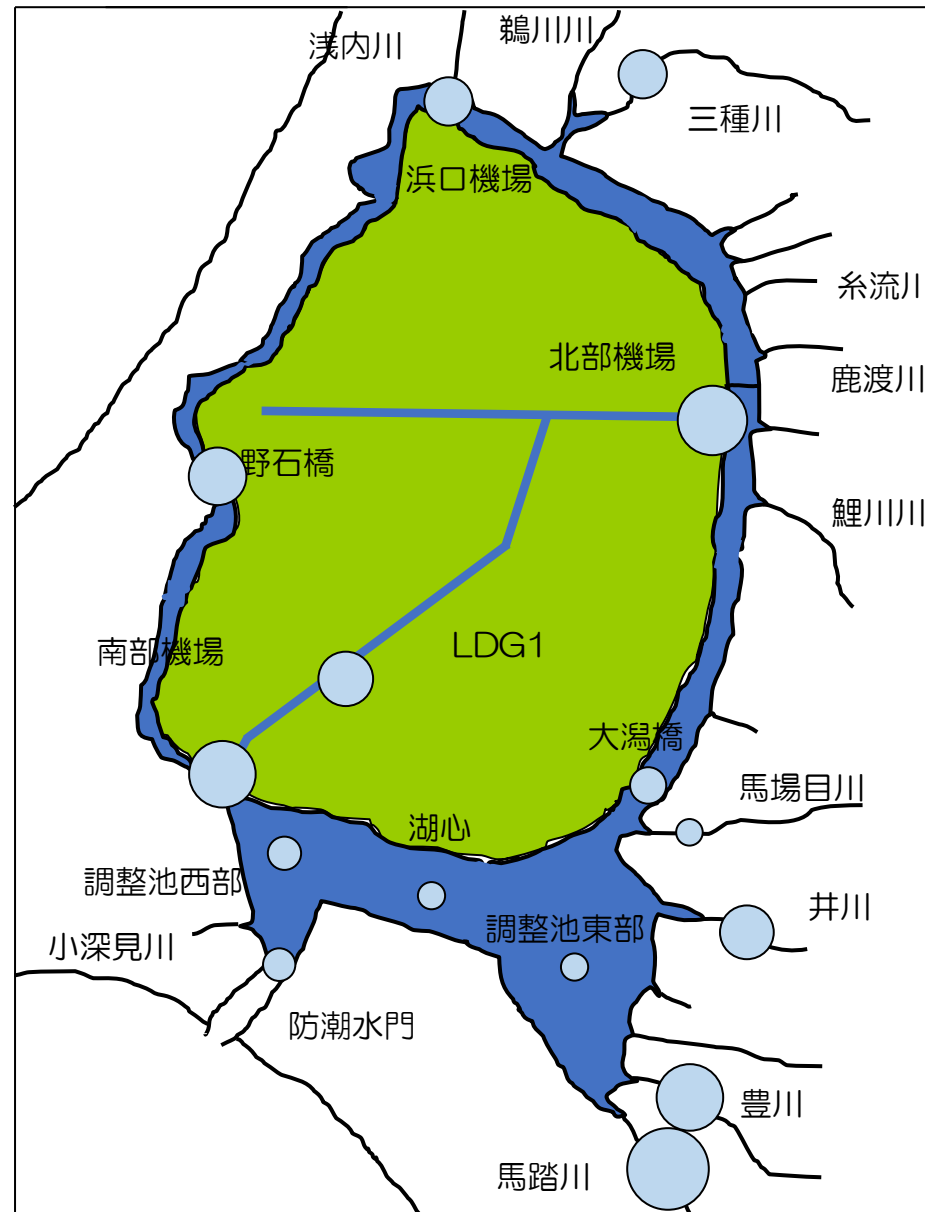 鵜川川
浅内川
三種川
浜口機場
糸流川
北部機場
鹿渡川
野石橋
鯉川川
南部機場
LDG1
大潟橋
馬場目川
湖心
調整池西部
井川
調整池東部
小深見川
防潮水門
豊川
馬踏川